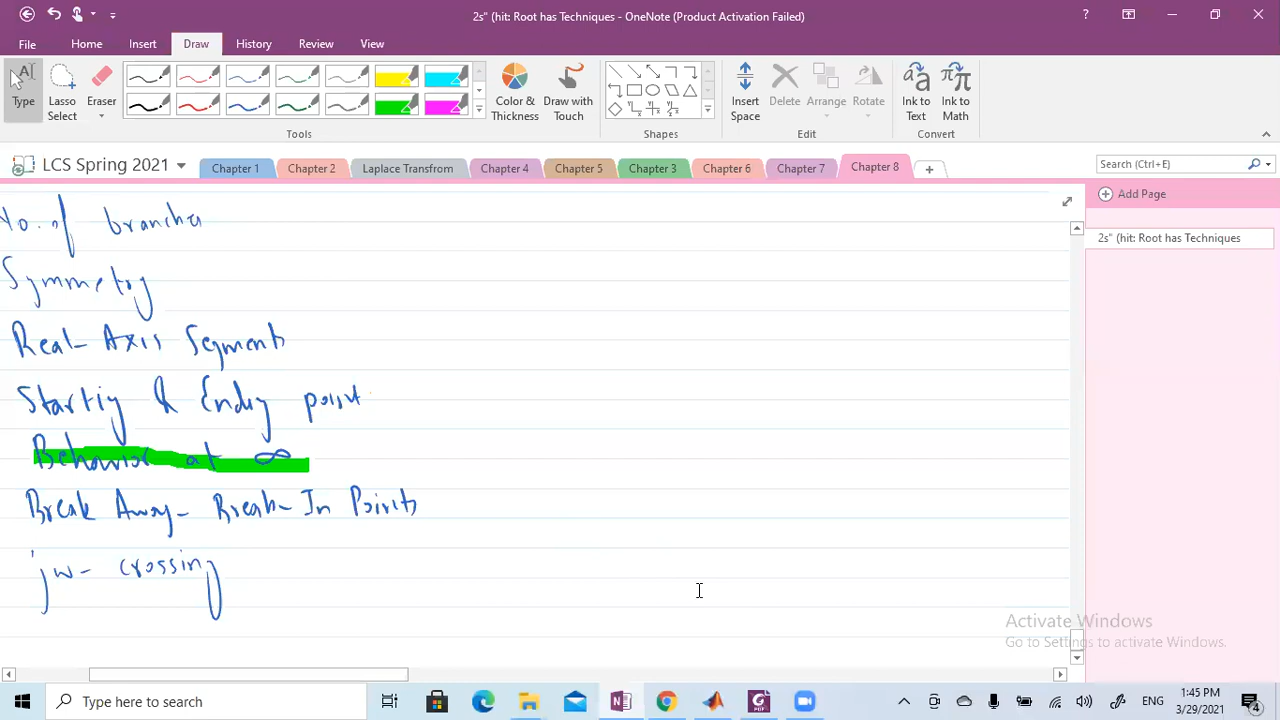 2s" (hit: Root has Techniques - OneNote (Product Activation Failed)
File Home Insert Draw History Review View
Type
Lasso Select
Eraser
Color & Thickness
Draw with Touch
Insert Space
Delete
Arrange
Rotate
Ink to Text
Ink to Math
Tools
Shapes
Edit
Convert
LCS Spring 2021
Chapter 1
Chapter 2
Laplace Transfrom
Chapter 4
Chapter 5
Chapter 3
Chapter 6
Chapter 7
Chapter 8
Search (Ctrl+E)
Add Page
2s" (hit: Root has Techniques
No. of branches
Symmetry
Real-Axis Segments
Starting & Ending point
Behavior at ∞
Break Away - Break-In Points
jw- crossing
Activate Windows
Go to Settings to activate Windows.
Type here to search
ENG
1:45 PM
3/29/2021
4